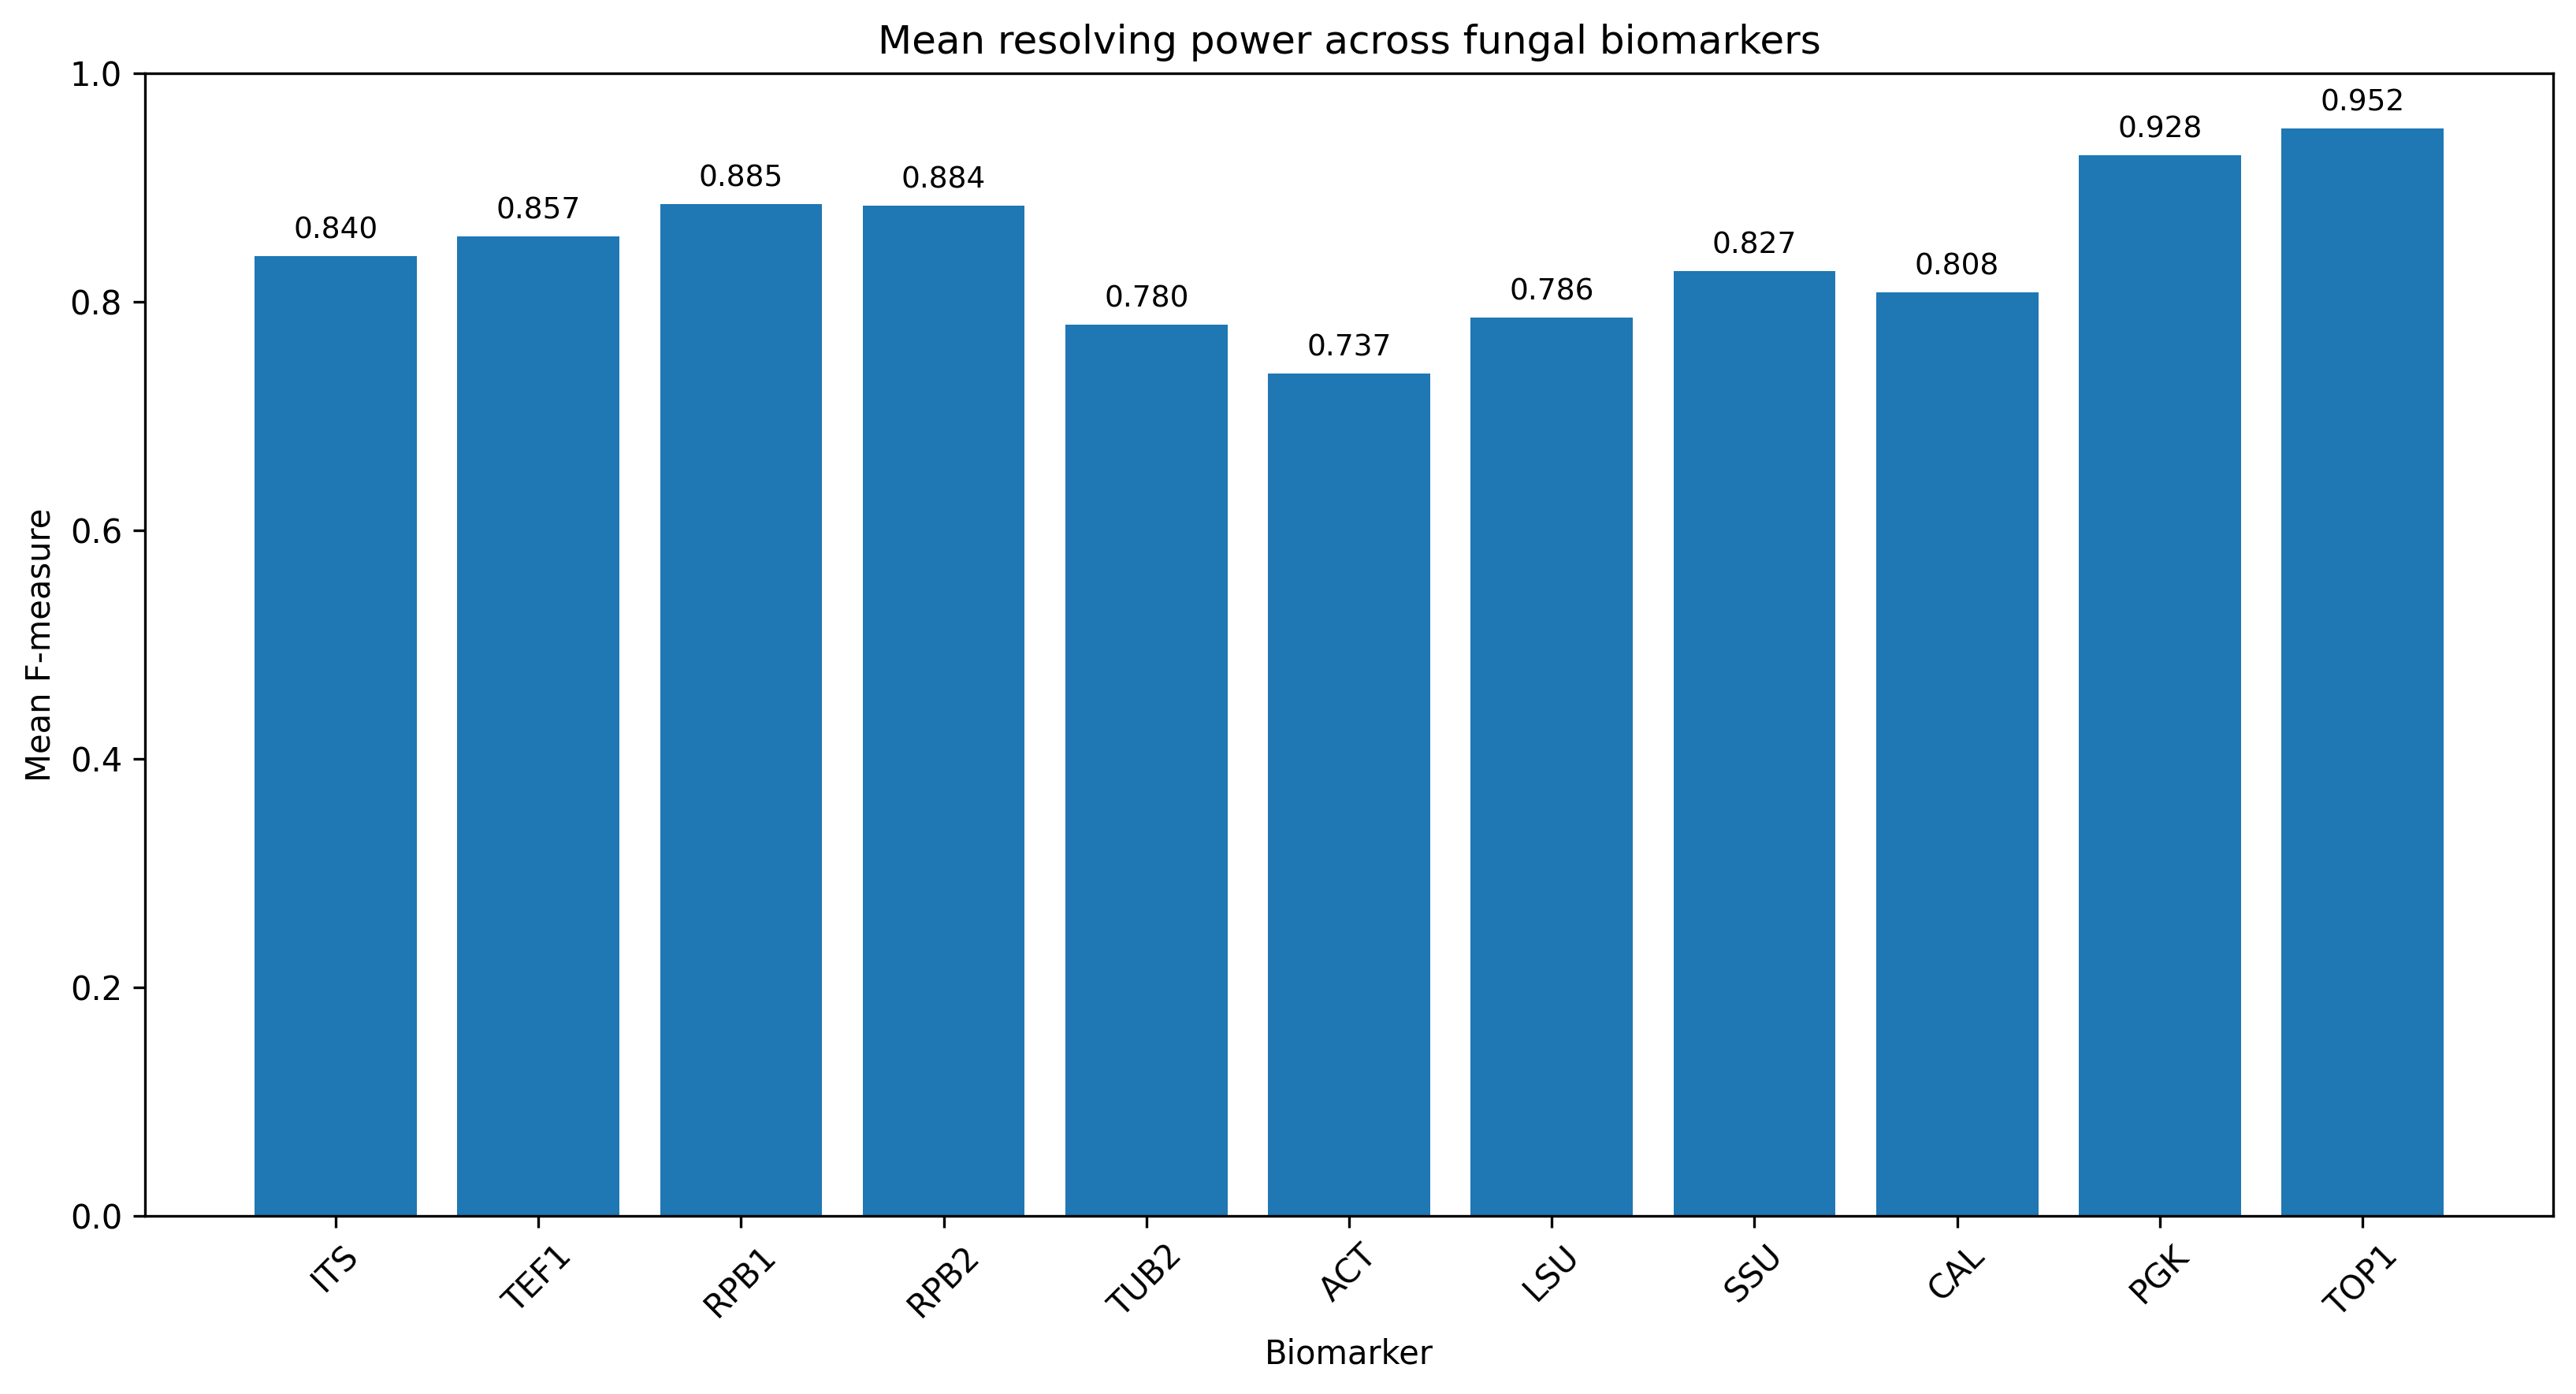 Mean resolving power across fungal biomarkers
1.0
0.8
0.6
0.4
0.2
0.0
Mean F-measure
0.840
0.857
0.885
0.884
0.780
0.737
0.786
0.827
0.808
0.928
0.952
ITS
TEF1
RPB1
RPB2
TUB2
ACT
LSU
SSU
CAL
PGK
TOP1
Biomarker